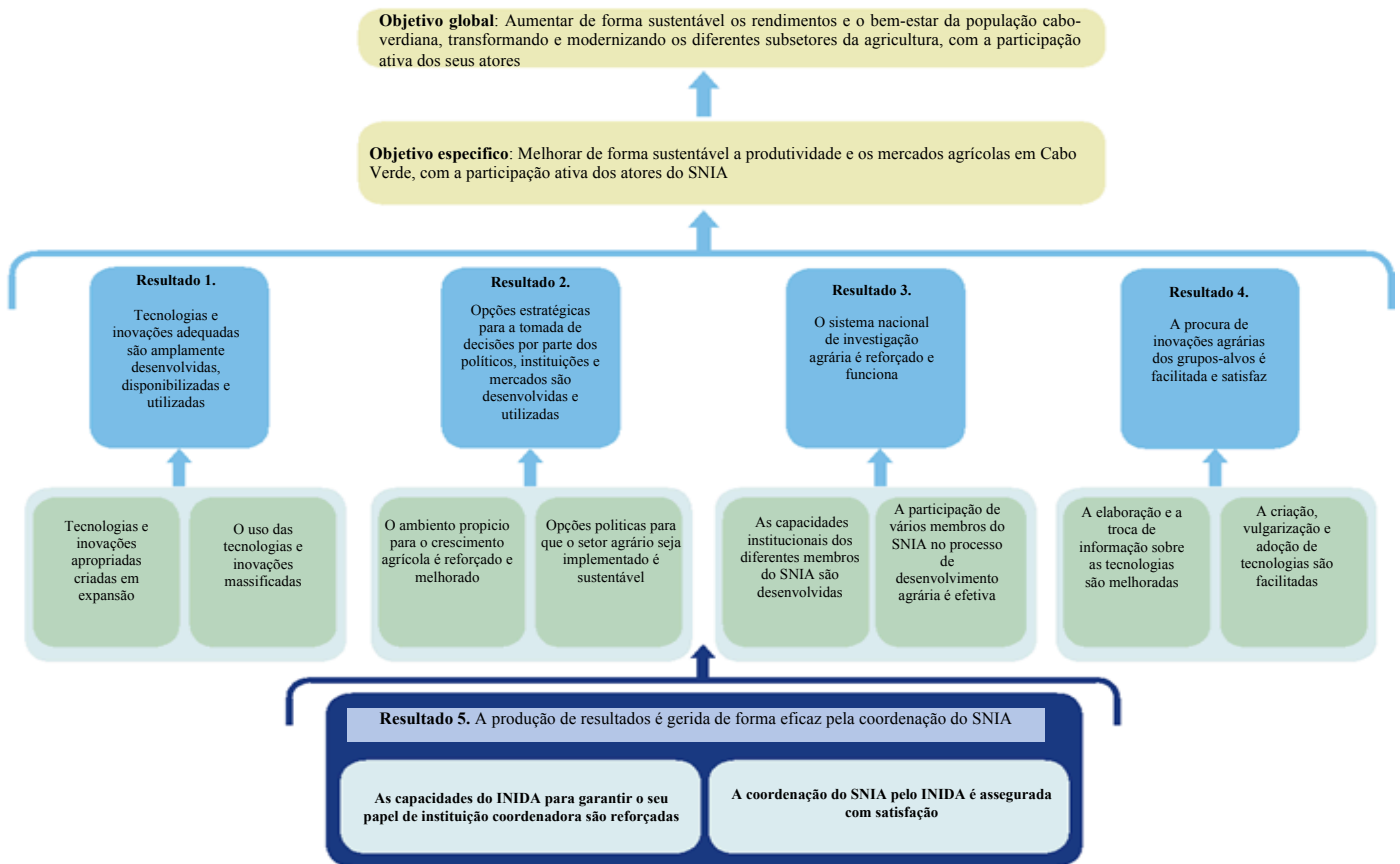 Objetivo global: Aumentar de forma sustentável os rendimentos e o bem-estar da população cabo-
verdiana, transformando e modernizando os diferentes subsetores da agricultura, com a participação
ativa dos seus atores
Objetivo especifico: Melhorar de forma sustentável a produtividade e os mercados agrícolas em Cabo
Verde, com a participação ativa dos atores do SNIA
Resultado 1.
Tecnologias e
inovações adequadas
são amplamente
desenvolvidas,
disponibilizadas e
utilizadas
Resultado 2.
Opções estratégicas
para a tomada de
decisões por parte dos
políticos, instituições e
mercados são
desenvolvidas e
utilizadas
Resultado 3.
O sistema nacional
de investigação
agrária é reforçado e
funciona
Resultado 4.
A procura de
inovações agrárias
dos grupos-alvos é
facilitada e satisfaz
Tecnologias e
inovações
apropriadas
criadas em
expansão
O uso das
tecnologias e
inovações
massificadas
O ambiente propicio
para o crescimento
agrícola é reforçado e
melhorado
Opções politicas para
que o setor agrário seja
implementado é
sustentável
As capacidades
institucionais dos
diferentes membros
do SNIA são
desenvolvidas
A participação de
vários membros do
SNIA no processo
de
desenvolvimento
agrária é efetiva
A elaboração e a
troca de
informação sobre
as tecnologias
são melhoradas
A criação,
vulgarização e
adoção de
tecnologias são
facilitadas
Resultado 5. A produção de resultados é gerida de forma eficaz pela coordenação do SNIA
As capacidades do INIDA para garantir o seu
papel de instituição coordenadora são reforçadas
A coordenação do SNIA pelo INIDA é assegurada
com satisfação